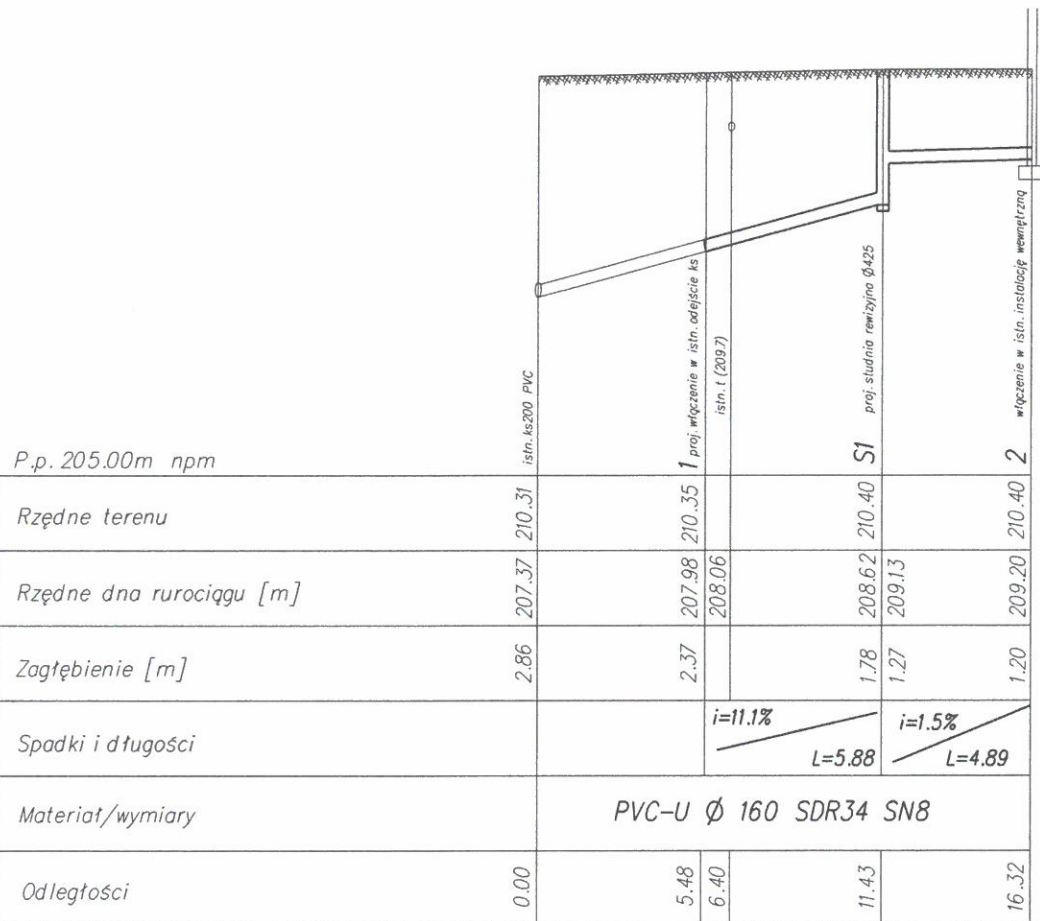 P.p. 205.00m npm
istn. ks200 PVC
1 proj. włączenie w istn. odejście ks
istn. t (209.7)
S1 proj. studnia rewizyjna Ø425
2 włączenie w istn. instalację wewnętrzną
Rzędne terenu 210.31 210.35 210.40 210.40
Rzędne dna rurociągu [m] 207.37 207.98 208.06 208.62 209.13 209.20
Zagłębienie [m] 2.86 2.37 1.78 1.27 1.20
Spadki i długości i=11.1% L=5.88 i=1.5% L=4.89
Materiał/wymiary PVC-U Ø 160 SDR34 SN8
Odległości 0.00 5.48 6.40 11.43 16.32